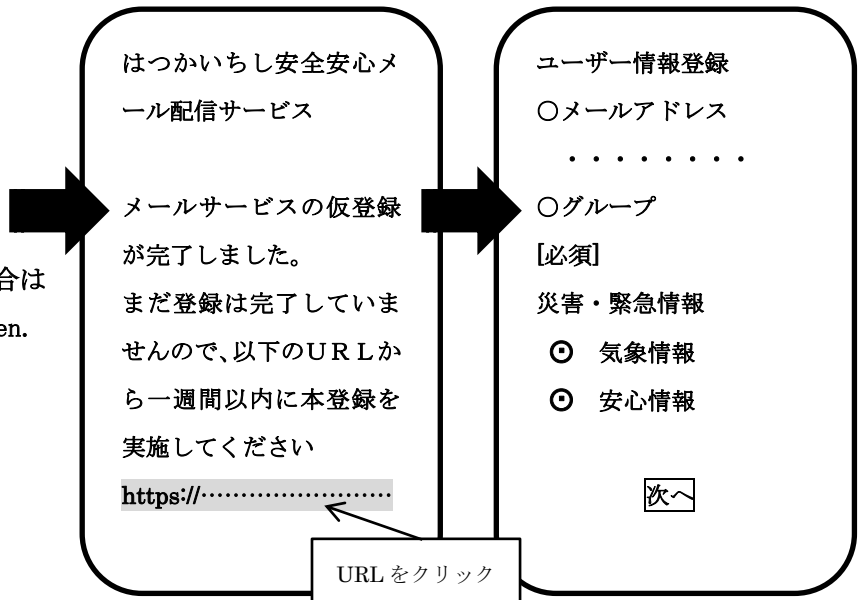 合は
en.
はつかいちし安全安心メ
ール配信サービス
メールサービスの仮登録
が完了しました。
まだ登録は完了していま
せんので、以下のＵＲＬか
ら一週間以内に本登録を
実施してください
https://……………………
URL をクリック
ユーザー情報登録
〇メールアドレス
・・・・・・・・
〇グループ
[必須]
災害・緊急情報
⊙ 気象情報
⊙ 安心情報
次へ